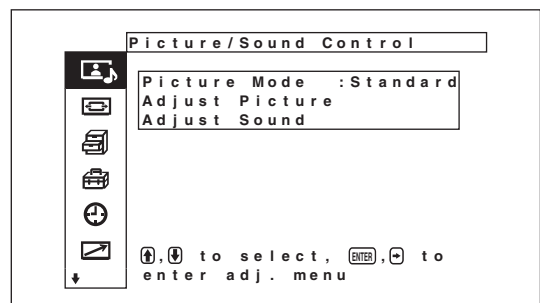 Picture/Sound Control
Picture Mode :Standard
Adjust Picture
Adjust Sound
↑,↓ to select, ENTER,→ to
enter adj. menu